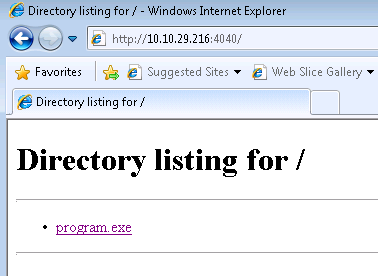 Directory listing for / - Windows Internet Explorer
http://10.10.29.216:4040/
Favorites Suggested Sites Web Slice Gallery
Directory listing for /
Directory listing for /
program.exe